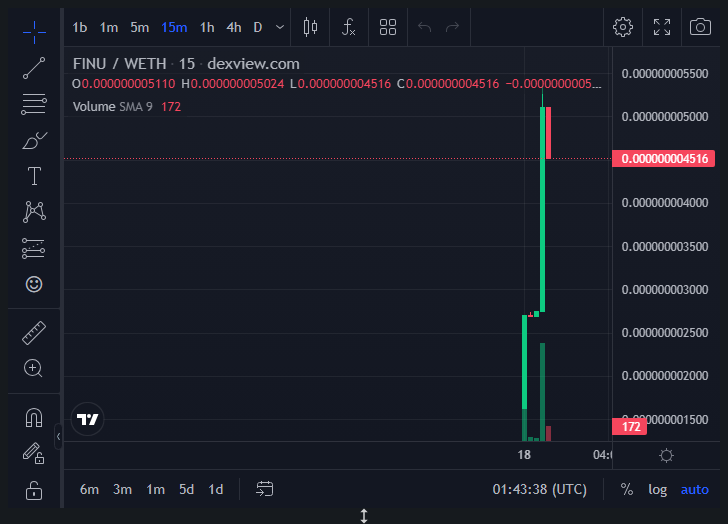 1b 1m 5m 15m 1h 4h D
FINU / WETH · 15 · dexview.com
O0.000000005110 H0.000000005024 L0.000000004516 C0.000000004516 −0.0000000005...
Volume SMA 9 172
0.000000005500
0.000000005000
0.000000004516
0.000000004000
0.000000003500
0.000000003000
0.000000002500
0.000000002000
0.000000001500
172
18 04:0
6m 3m 1m 5d 1d 01:43:38 (UTC) % log auto